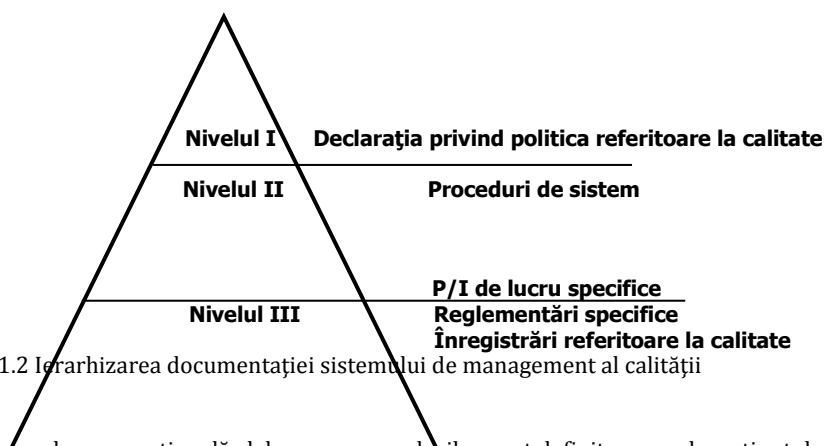 Nivelul I Declaraţia privind politica referitoare la calitate
Nivelul II Proceduri de sistem
P/I de lucru specifice
Nivelul III Reglementări specifice
Înregistrări referitoare la calitate
1.2 Ierarhizarea documentaţiei sistemului de management al calităţii